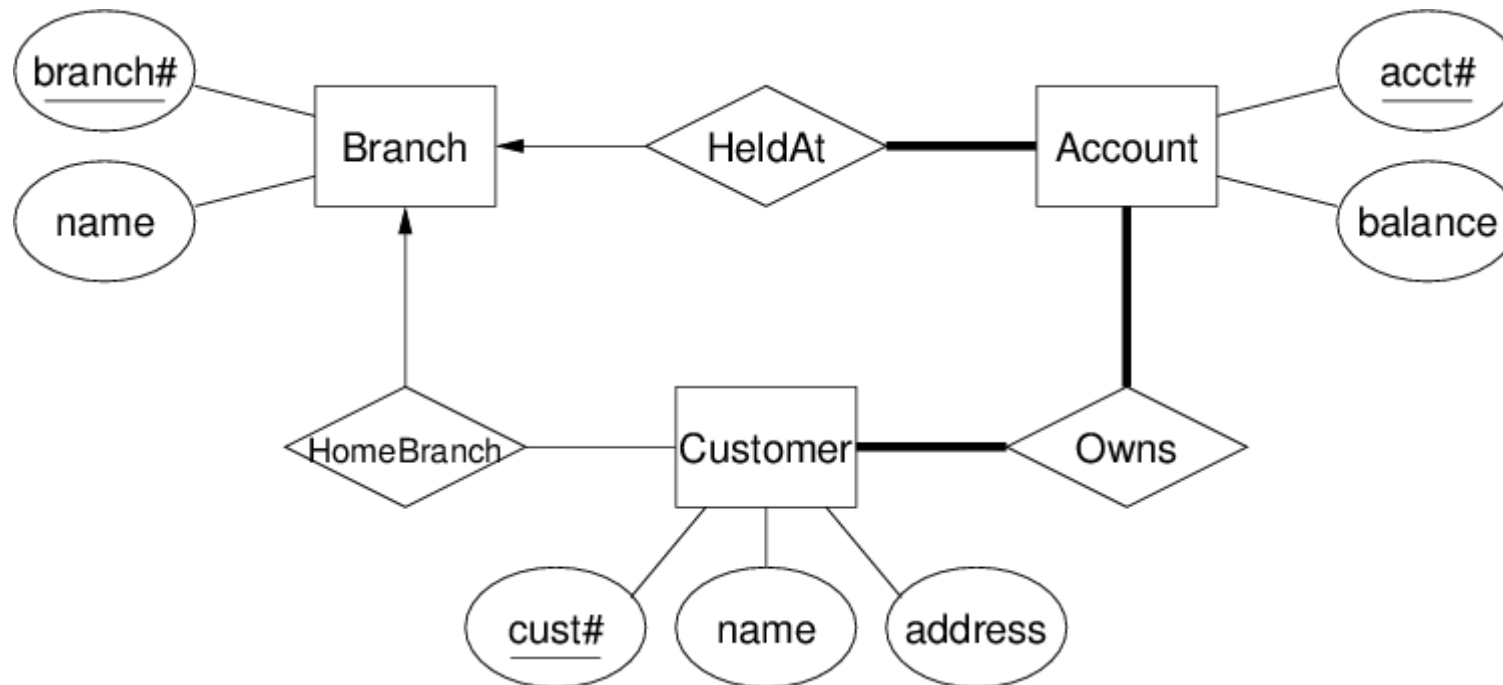 branch#
name
Branch
HeldAt
Account
acct#
balance
HomeBranch
Customer
Owns
cust#
name
address